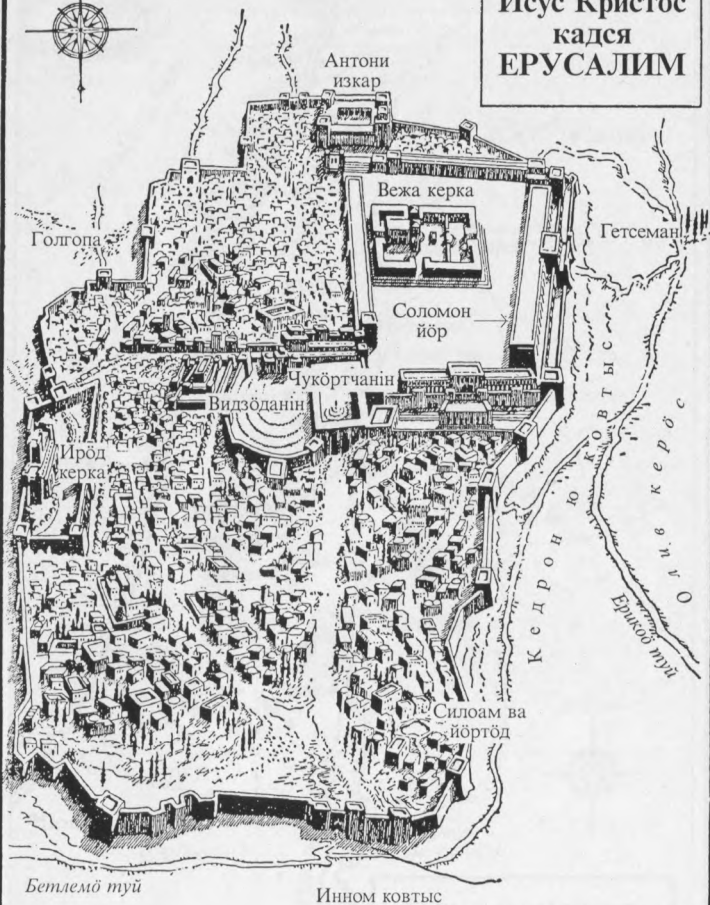 Исус Кристос
кадся
ЕРУСАЛИМ
Антони
изкар
Вежа керка
Голгопа
Гетсеман
Соломон
йӧр
Чукӧртчанін
Видзӧданін
Ирӧд
керка
Кедрон ю ковтыс
Олив керӧс
Ерикоӧ туй
Силоам ва
йӧртӧд
Бетлемӧ туй
Инном ковтыс